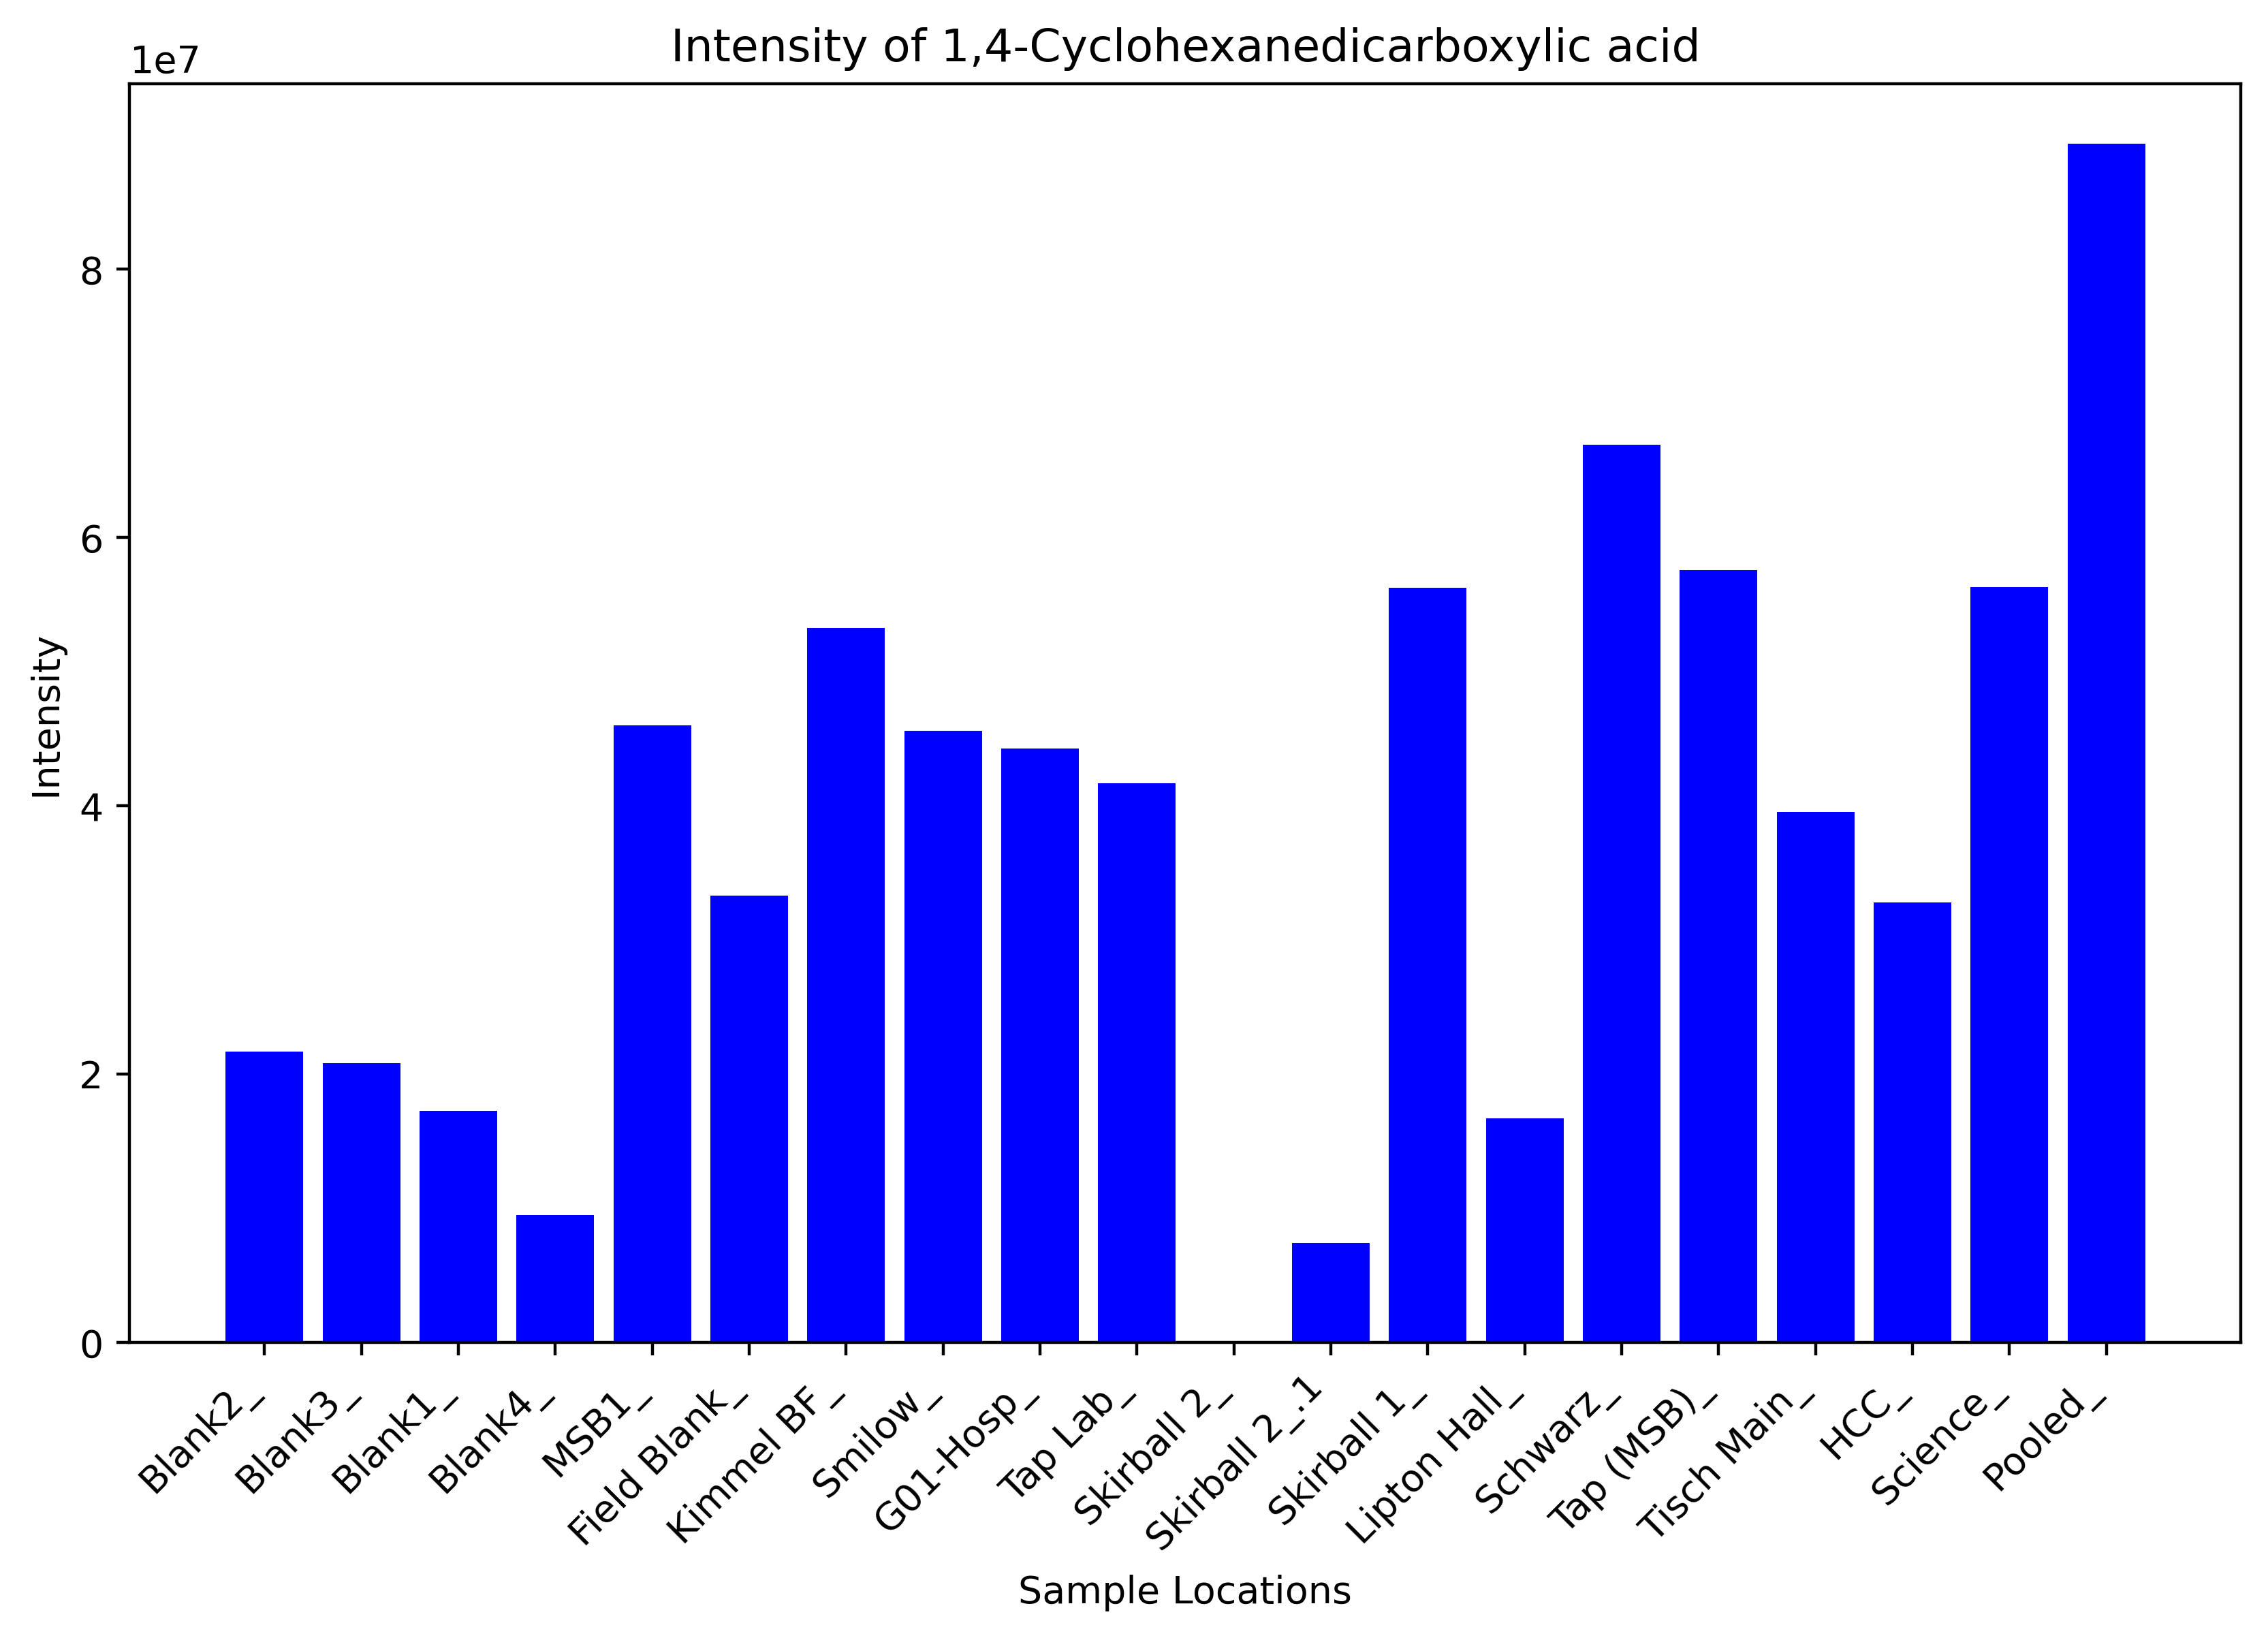 Intensity of 1,4-Cyclohexanedicarboxylic acid
1e7
8
6
4
2
0
Intensity
Blank2_
Blank3_
Blank1_
Blank4_
MSB1_
Field Blank_
Kimmel BF_
Smilow_
G01-Hosp_
Tap Lab_
Skirball 2_
Skirball 2_.1
Skirball 1_
Lipton Hall_
Schwarz_
Tap (MSB)_
Tisch Main_
HCC_
Science_
Pooled_
Sample Locations